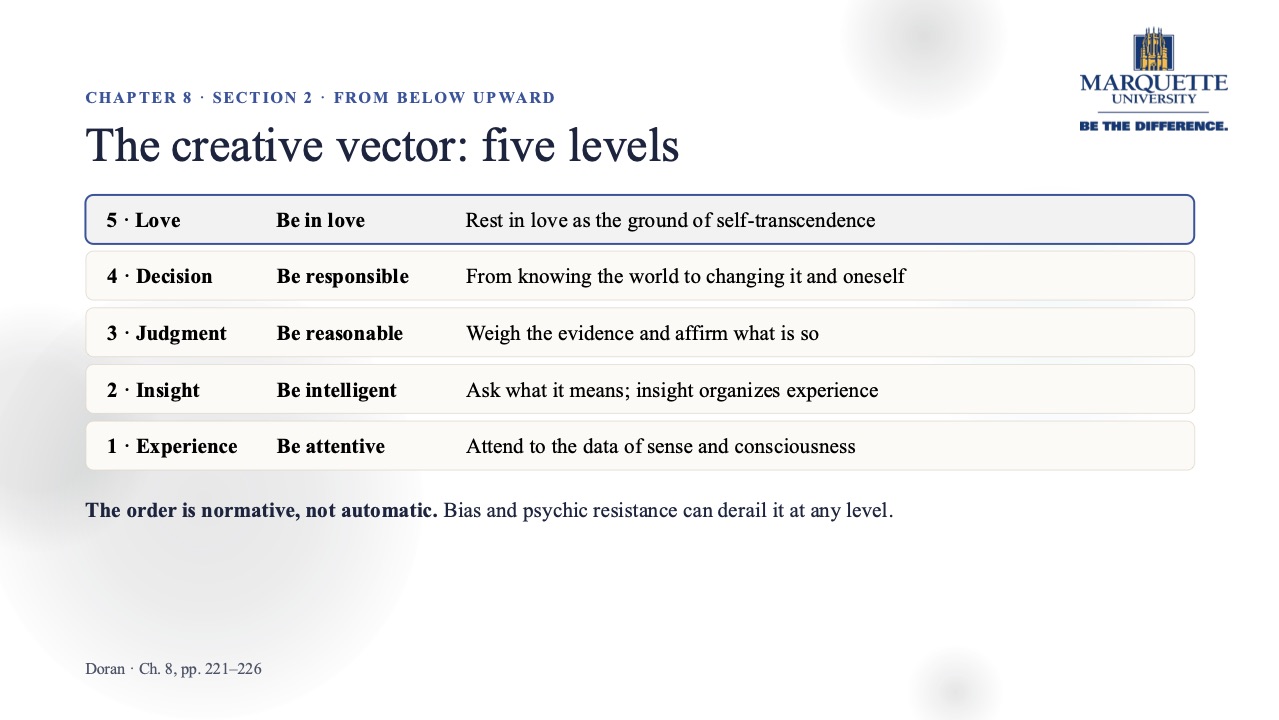 MARQUETTE
UNIVERSITY
BE THE DIFFERENCE.
CHAPTER 8 · SECTION 2 · FROM BELOW UPWARD
The creative vector: five levels
5 · Love Be in love Rest in love as the ground of self-transcendence
4 · Decision Be responsible From knowing the world to changing it and oneself
3 · Judgment Be reasonable Weigh the evidence and affirm what is so
2 · Insight Be intelligent Ask what it means; insight organizes experience
1 · Experience Be attentive Attend to the data of sense and consciousness
The order is normative, not automatic. Bias and psychic resistance can derail it at any level.
Doran · Ch. 8, pp. 221–226